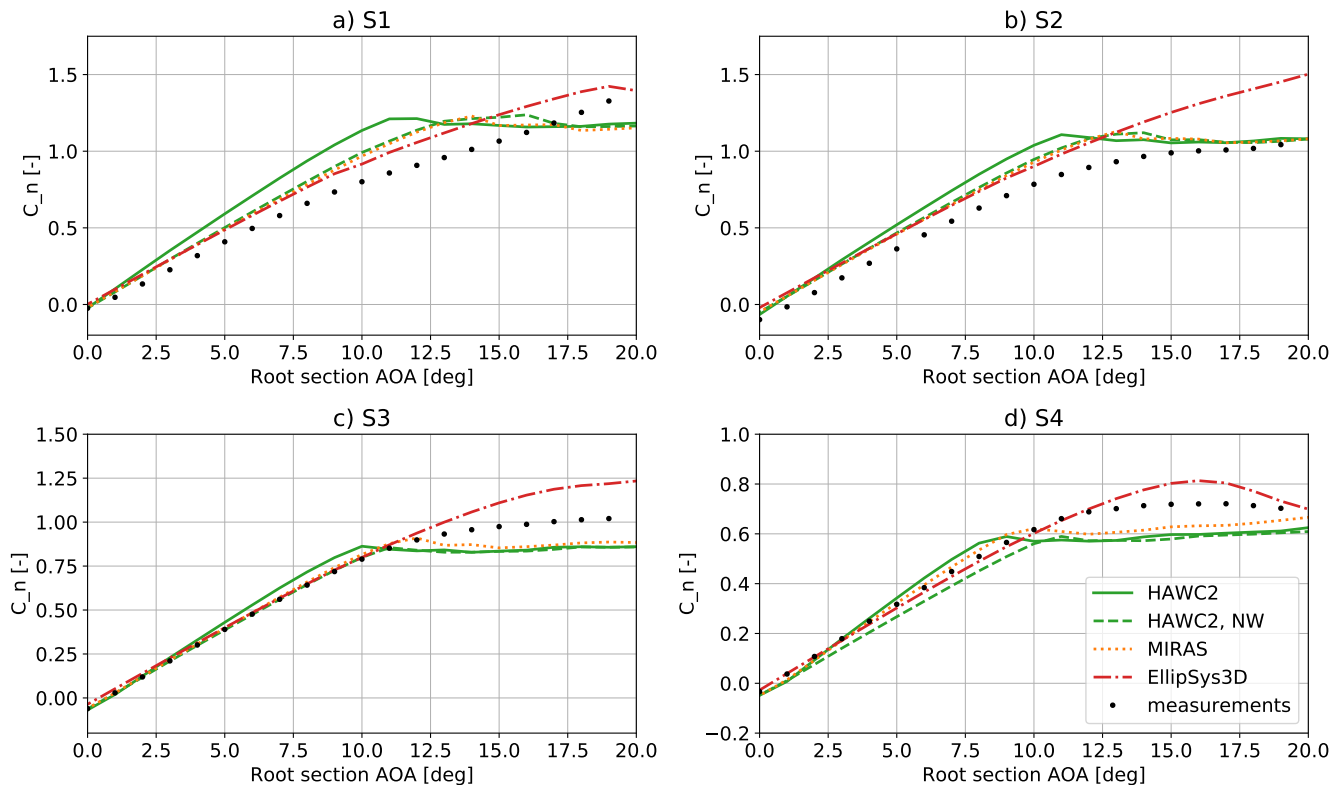 a) S1
b) S2
1.5
1.0
0.5
0.0
C_n [-]
0.0 2.5 5.0 7.5 10.0 12.5 15.0 17.5 20.0
Root section AOA [deg]
1.5
1.0
0.5
0.0
C_n [-]
0.0 2.5 5.0 7.5 10.0 12.5 15.0 17.5 20.0
Root section AOA [deg]
c) S3
d) S4
1.50
1.25
1.00
0.75
0.50
0.25
0.00
C_n [-]
0.0 2.5 5.0 7.5 10.0 12.5 15.0 17.5 20.0
Root section AOA [deg]
1.0
0.8
0.6
0.4
0.2
0.0
−0.2
C_n [-]
HAWC2
HAWC2, NW
MIRAS
EllipSys3D
measurements
0.0 2.5 5.0 7.5 10.0 12.5 15.0 17.5 20.0
Root section AOA [deg]